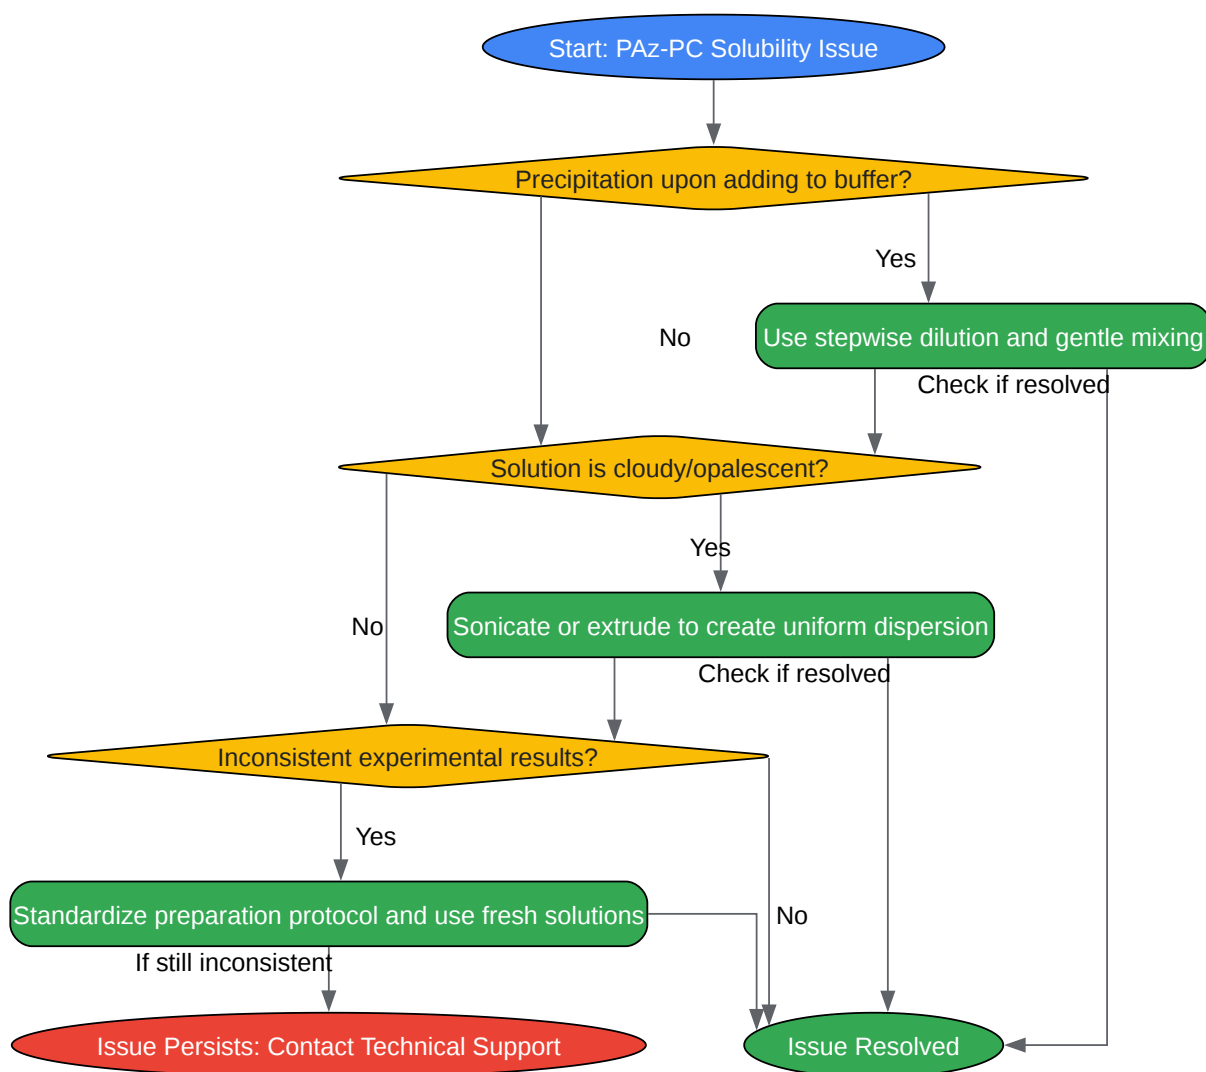 Start: PAz-PC Solubility Issue
Precipitation upon adding to buffer?
Yes
No
Use stepwise dilution and gentle mixing
Check if resolved
Solution is cloudy/opalescent?
Yes
No
Sonicate or extrude to create uniform dispersion
Check if resolved
Inconsistent experimental results?
Yes
Standardize preparation protocol and use fresh solutions
No
If still inconsistent
Issue Persists: Contact Technical Support
Issue Resolved